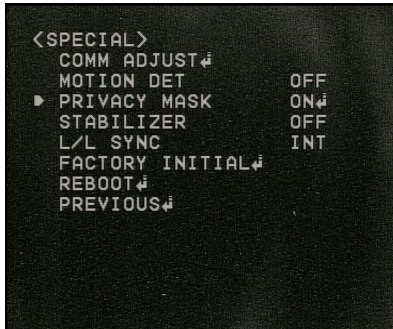 <SPECIAL>
COMM ADJUST↲
MOTION DET OFF
PRIVACY MASK ON↲
STABILIZER OFF
L/L SYNC INT
FACTORY INITIAL↲
REBOOT↲
PREVIOUS↲